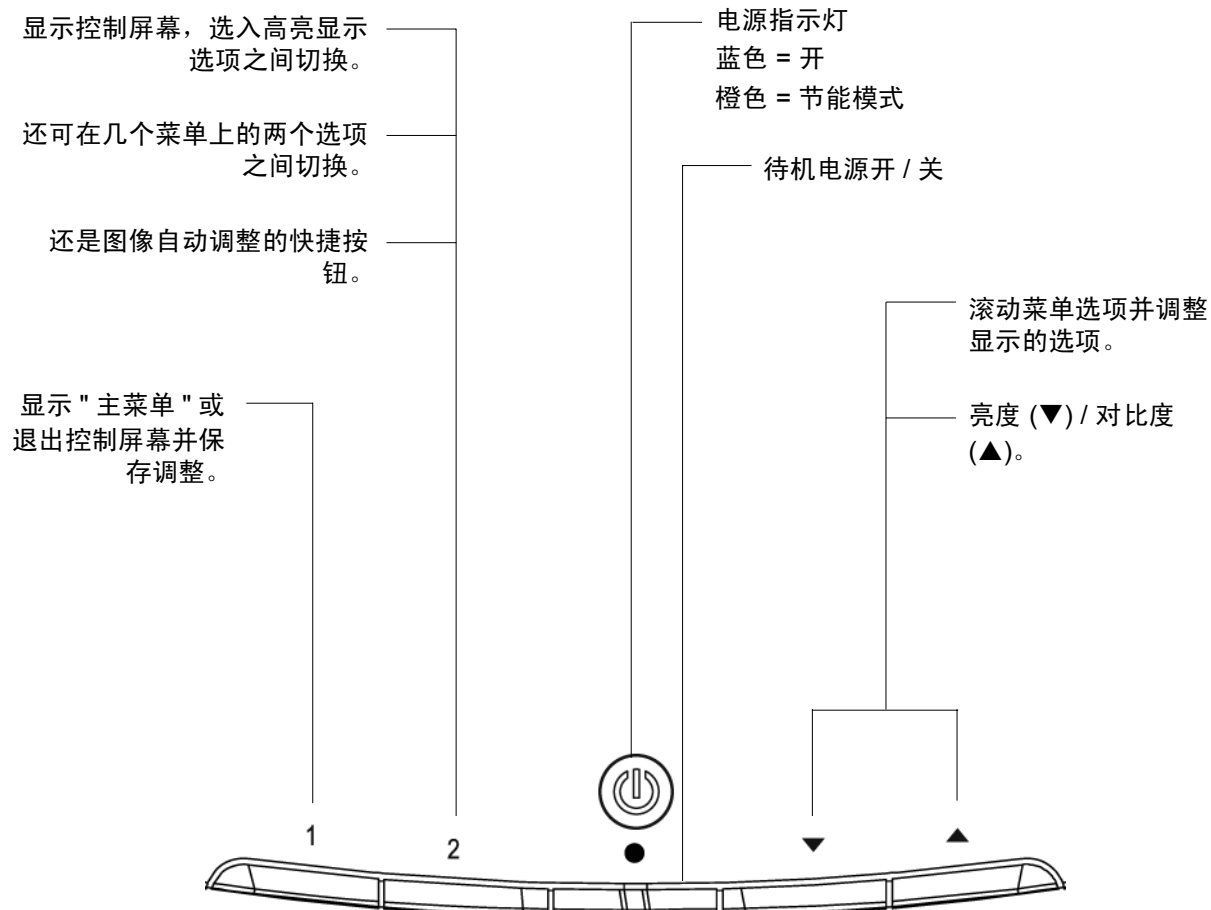 显示控制屏幕，选入高亮显示
选项之间切换。
还可在几个菜单上的两个选项
之间切换。
还是图像自动调整的快捷按
钮。
显示 " 主菜单 " 或
退出控制屏幕并保
存调整。
电源指示灯
蓝色 = 开
橙色 = 节能模式
待机电源开 / 关
滚动菜单选项并调整
显示的选项。
亮度 (▼) / 对比度
(▲)。
1
2
▼
▲